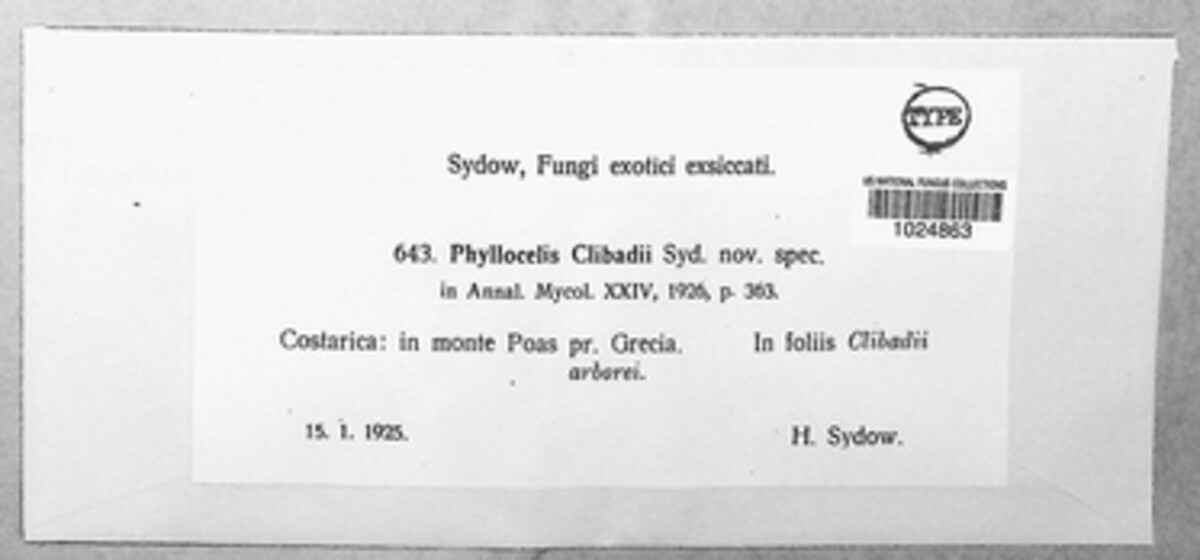 TYPE
Sydow, Fungi exotici exsiccati.
US NATIONAL FUNGUS COLLECTIONS
1024863
643. Phyllocelis Clibadii Syd. nov. spec.
in Annal. Mycol. XXIV, 1926, p. 363.
Costarica: in monte Poas pr. Grecia. In foliis Clibadii
arborei.
15. 1. 1925. H. Sydow.